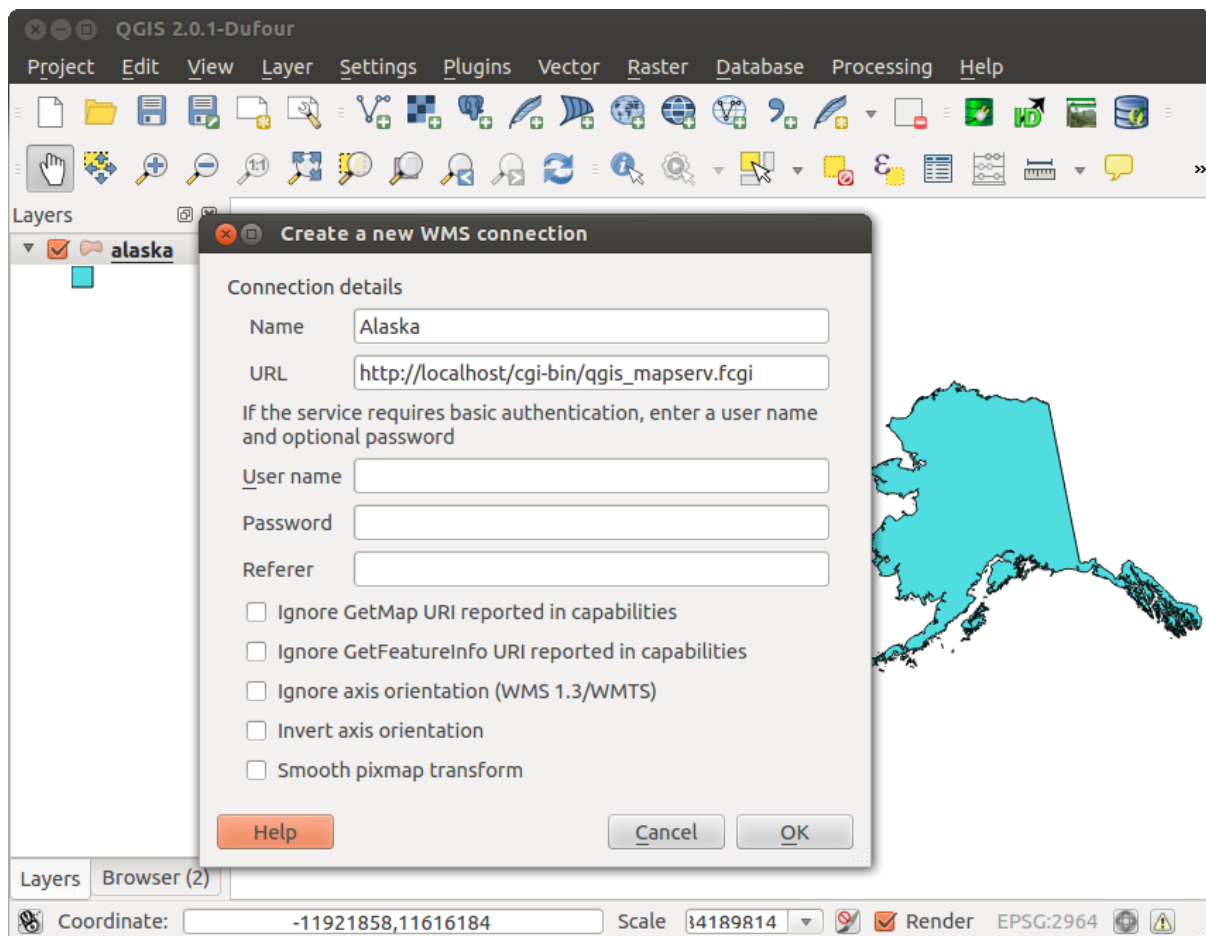 QGIS 2.0.1-Dufour
Project Edit View Layer Settings Plugins Vector Raster Database Processing Help
1:1
Layers
alaska
Create a new WMS connection
Connection details
Name Alaska
URL http://localhost/cgi-bin/qgis_mapserv.fcgi
If the service requires basic authentication, enter a user name
and optional password
User name
Password
Referer
Ignore GetMap URI reported in capabilities
Ignore GetFeatureInfo URI reported in capabilities
Ignore axis orientation (WMS 1.3/WMTS)
Invert axis orientation
Smooth pixmap transform
Help Cancel OK
Layers Browser (2)
Coordinate: -11921858,11616184 Scale 34189814 Render EPSG:2964